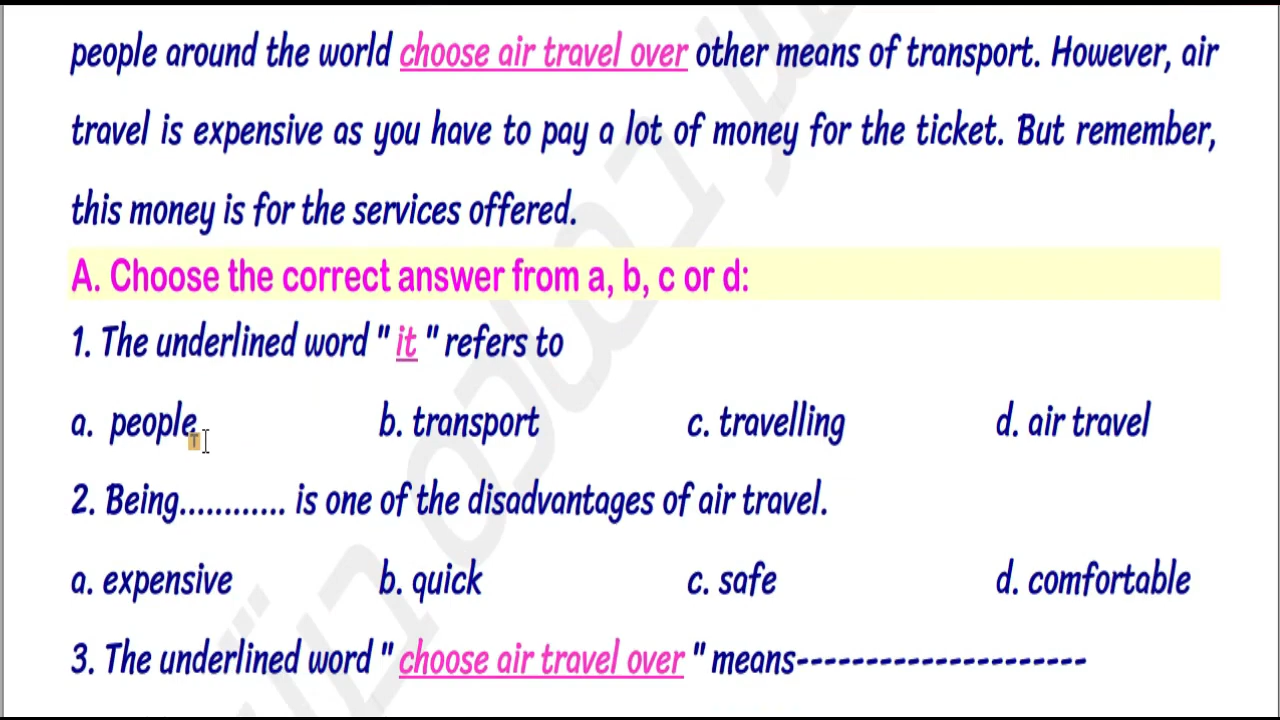 people around the world choose air travel over other means of transport. However, air
travel is expensive as you have to pay a lot of money for the ticket. But remember,
this money is for the services offered.
A. Choose the correct answer from a, b, c or d:
1. The underlined word " it " refers to
a. people b. transport c. travelling d. air travel
2. Being............ is one of the disadvantages of air travel.
a. expensive b. quick c. safe d. comfortable
3. The underlined word " choose air travel over " means---------------------